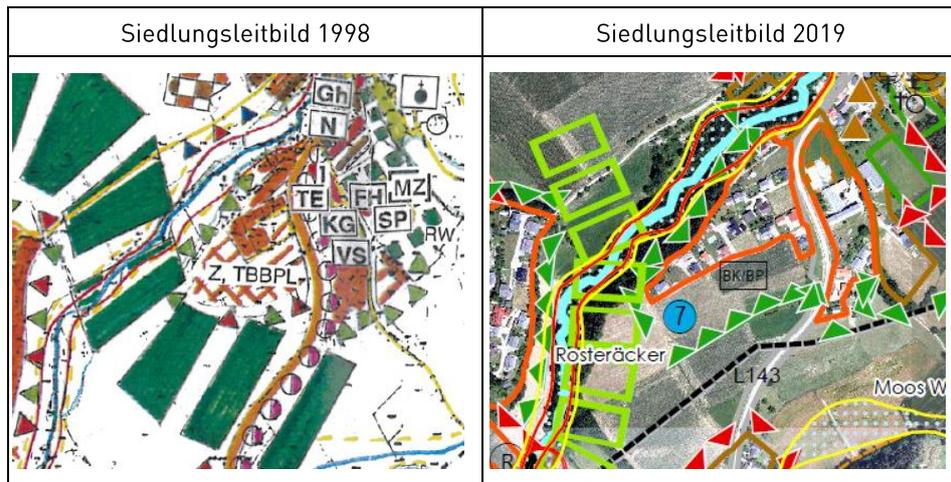 Siedlungsleitbild 1998
Siedlungsleitbild 2019
Gh
N
TE
FH
MZ
KG
SP
VS
RW
Z, TBBPL
BK/BP
7
Rosteräcker
L143
Moos W
R